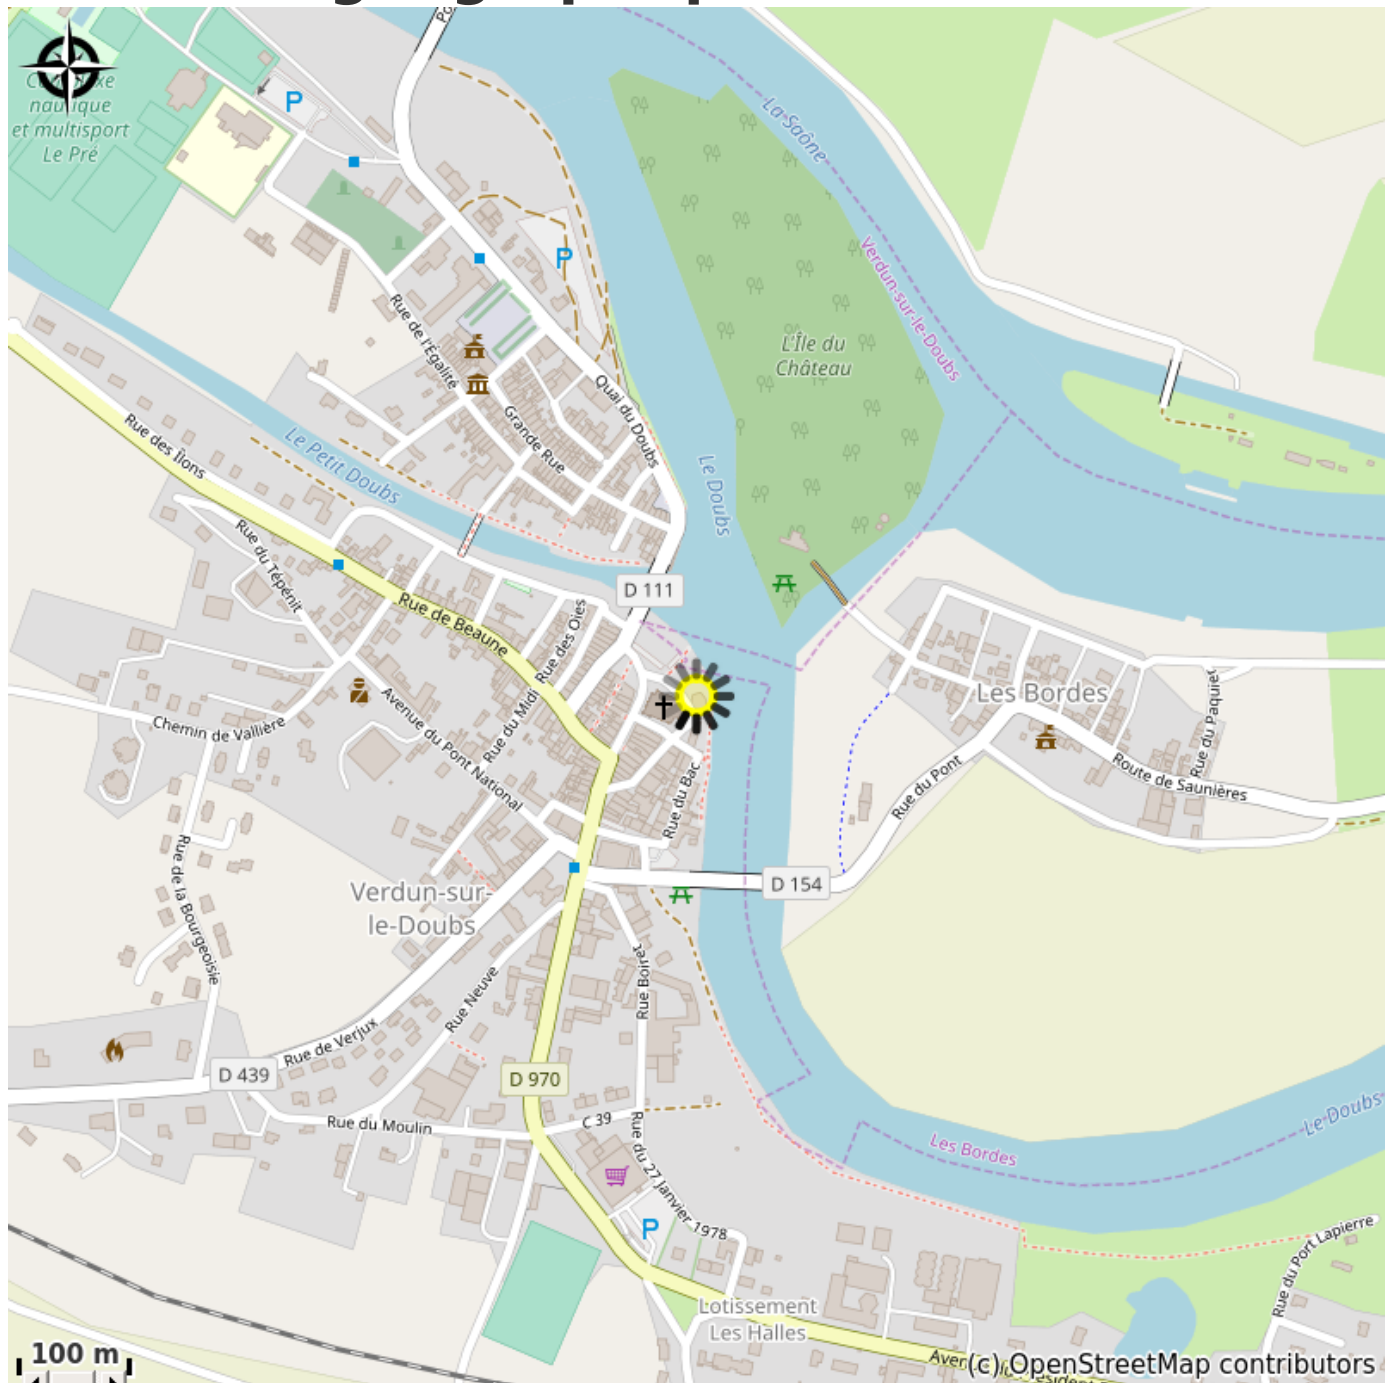 Complexe
nautique
et multisport
Le Pré
P
La Saône
Verdun-sur-le-Doubs
P
L'Île du
Château
Rue de l'Égalité
Grande Rue
Quai du Doubs
Rue des Îlons
Le Petit Doubs
Le Doubs
Rue du Tépénit
D 111
Rue de Beaune
Rue des Oies
Rue du Midi
Les Bordes
Chemin de Vallière
Avenue du Pont National
Rue du Paquier
Route de Saunières
Rue du Pont
Rue du Bac
Rue de la Bourgeoisie
Verdun-sur-
le-Doubs
D 154
Rue Boiret
Rue Neuve
Rue de Verjux
D 439
D 970
Rue du Moulin
C 39
Rue du 27 Janvier 1978
Les Bordes
Le Doubs
P
Rue du Port Lapierre
Lotissement
Les Halles
100 m
(c) OpenStreetMap contributors